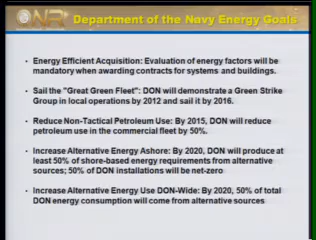 ONR Department of the Navy Energy Goals
· Energy Efficient Acquisition: Evaluation of energy factors will be
mandatory when awarding contracts for systems and buildings.
· Sail the "Great Green Fleet": DON will demonstrate a Green Strike
Group in local operations by 2012 and sail it by 2016.
· Reduce Non-Tactical Petroleum Use: By 2015, DON will reduce
petroleum use in the commercial fleet by 50%.
· Increase Alternative Energy Ashore: By 2020, DON will produce at
least 50% of shore-based energy requirements from alternative
sources; 50% of DON installations will be net-zero
· Increase Alternative Energy Use DON-Wide: By 2020, 50% of total
DON energy consumption will come from alternative sources